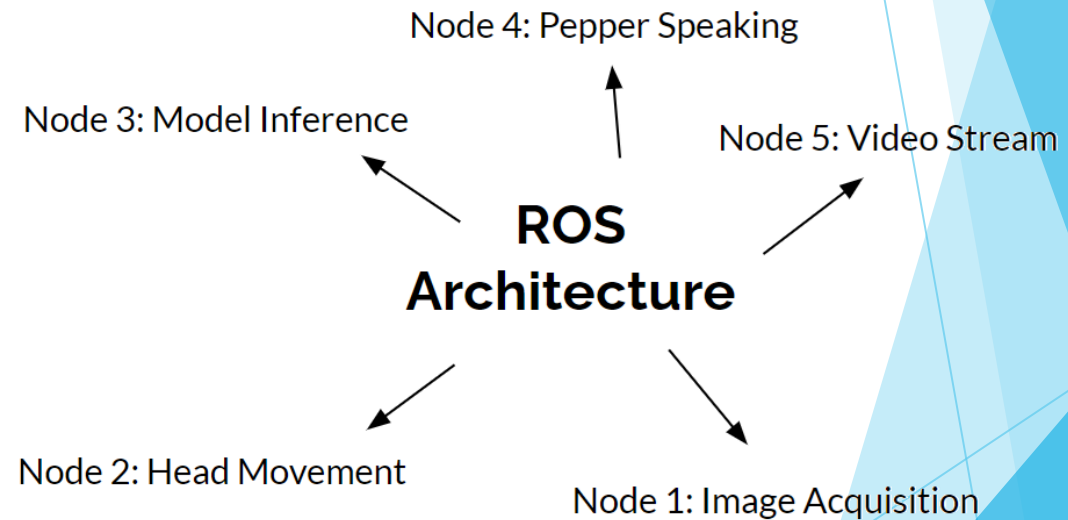 Node 4: Pepper Speaking
Node 3: Model Inference
Node 5: Video Stream
ROS
Architecture
Node 2: Head Movement
Node 1: Image Acquisition